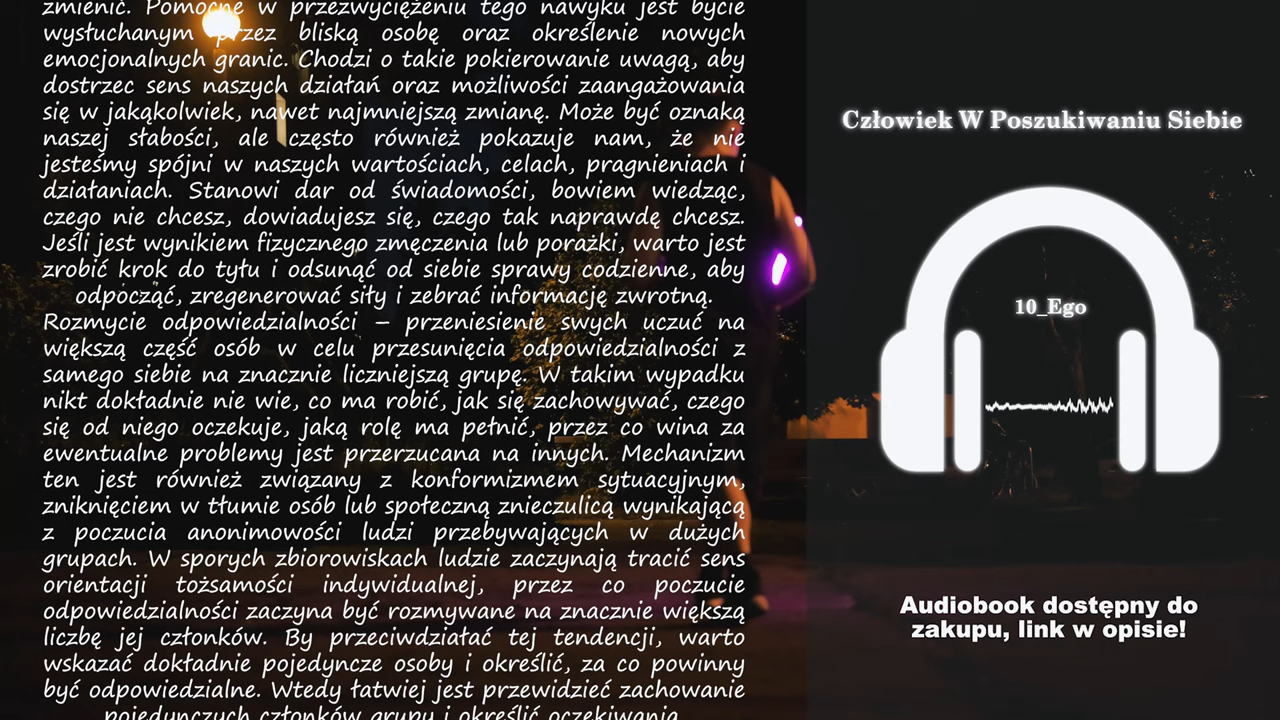 zmienić. Pomocne w przezwyciężeniu tego nawyku jest bycie
wysłuchanym przez bliską osobę oraz określenie nowych
emocjonalnych granic. Chodzi o takie pokierowanie uwagą, aby
dostrzec sens naszych działań oraz możliwości zaangażowania
się w jakąkolwiek, nawet najmniejszą zmianę. Może być oznaką
naszej słabości, ale często również pokazuje nam, że nie
jesteśmy spójni w naszych wartościach, celach, pragnieniach i
działaniach. Stanowi dar od świadomości, bowiem wiedząc,
czego nie chcesz, dowiadujesz się, czego tak naprawdę chcesz.
Jeśli jest wynikiem fizycznego zmęczenia lub porażki, warto jest
zrobić krok do tyłu i odsunąć od siebie sprawy codzienne, aby
odpocząć, zregenerować siły i zebrać informację zwrotną.
Rozmycie odpowiedzialności – przeniesienie swych uczuć na
większą część osób w celu przesunięcia odpowiedzialności z
samego siebie na znacznie liczniejszą grupę. W takim wypadku
nikt dokładnie nie wie, co ma robić, jak się zachowywać, czego
się od niego oczekuje, jaką rolę ma pełnić, przez co wina za
ewentualne problemy jest przerzucana na innych. Mechanizm
ten jest również związany z konformizmem sytuacyjnym,
zniknięciem w tłumie osób lub społeczną znieczulicą wynikającą
z poczucia anonimowości ludzi przebywających w dużych
grupach. W sporych zbiorowiskach ludzie zaczynają tracić sens
orientacji tożsamości indywidualnej, przez co poczucie
odpowiedzialności zaczyna być rozmywane na znacznie większą
liczbę jej członków. By przeciwdziałać tej tendencji, warto
wskazać dokładnie pojedyncze osoby i określić, za co powinny
być odpowiedzialne. Wtedy łatwiej jest przewidzieć zachowanie
pojedynczych członków grupy i określić oczekiwania
Człowiek W Poszukiwaniu Siebie
10_Ego
Audiobook dostępny do
zakupu, link w opisie!